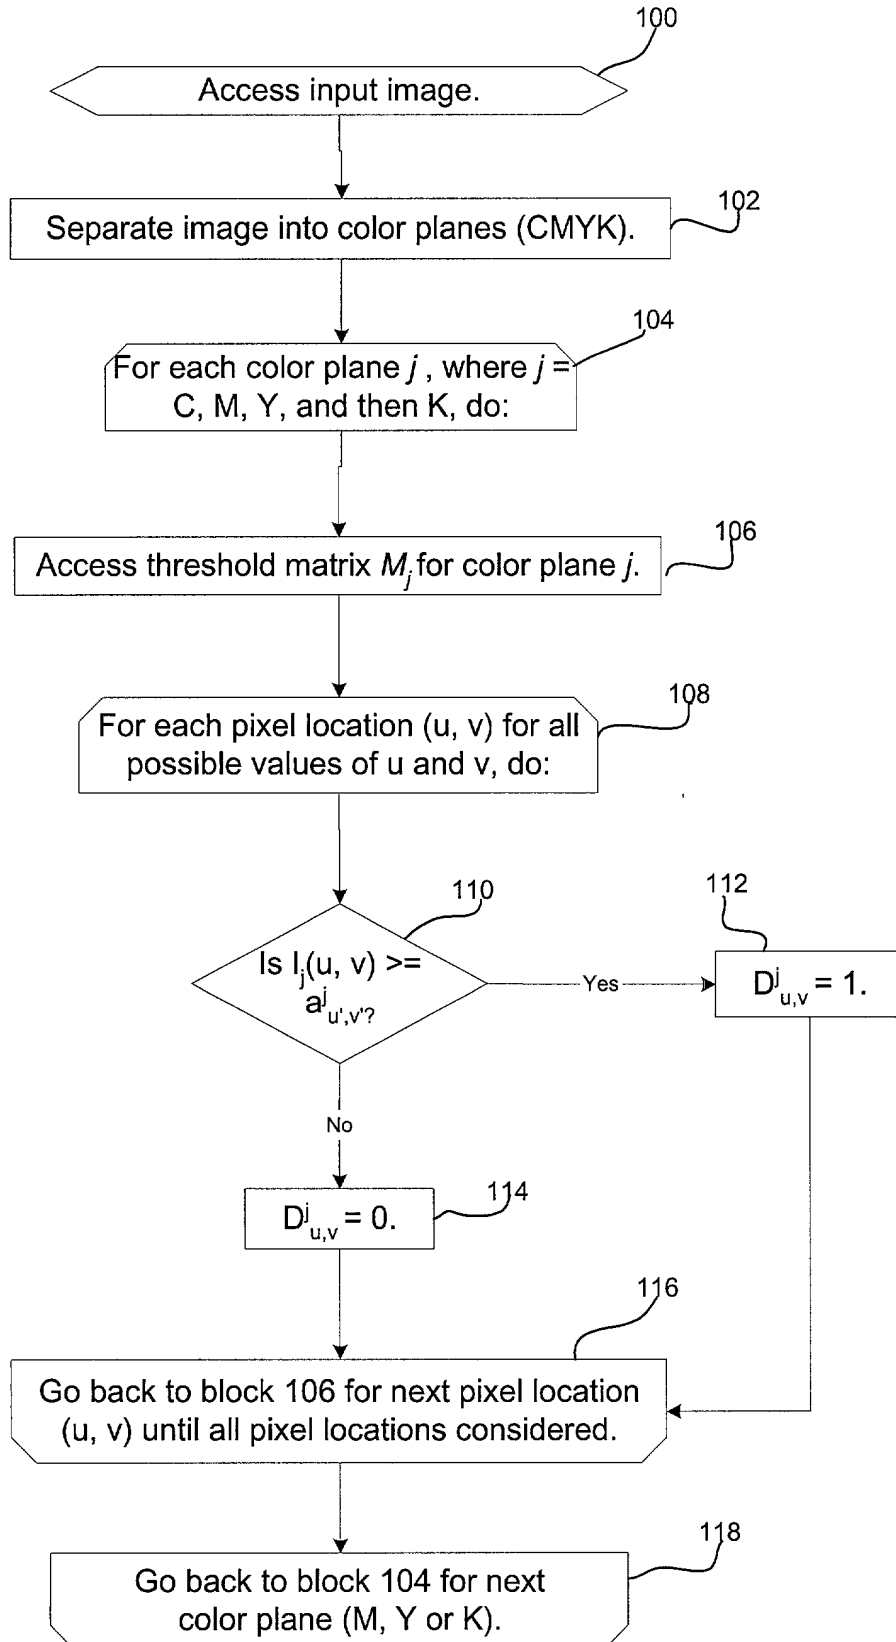 100
Access input image.
102
Separate image into color planes (CMYK).
104
For each color plane j , where j =
C, M, Y, and then K, do:
106
Access threshold matrix Mj for color plane j.
108
For each pixel location (u, v) for all
possible values of u and v, do:
110
Is Ij(u, v) >=
aju',v'?
Yes
112
Dju,v = 1.
No
114
Dju,v = 0.
116
Go back to block 106 for next pixel location
(u, v) until all pixel locations considered.
118
Go back to block 104 for next
color plane (M, Y or K).